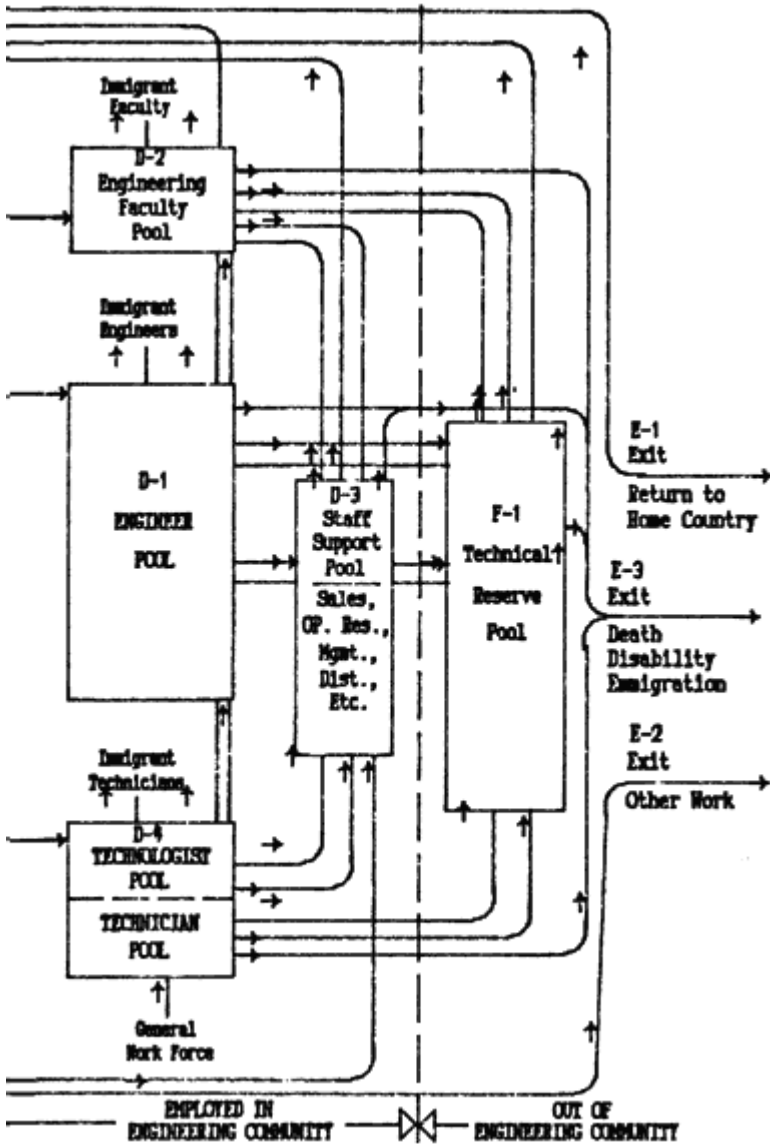 Immigrant
Faculty
D-2
Engineering
Faculty
Pool
Immigrant
Engineers
D-1
ENGINEER
POOL
D-3
Staff
Support
Pool
Sales,
OP. Res.,
Mgmt.,
Dist.,
Etc.
F-1
Technical
Reserve
Pool
E-1
Exit
Return to
Home Country
E-3
Exit
Death
Disability
Emmigration
E-2
Exit
Other Work
Immigrant
Technicians
D-4
TECHNOLOGIST
POOL
TECHNICIAN
POOL
General
Work Force
EMPLOYED IN
ENGINEERING COMMUNITY
OUT OF
ENGINEERING COMMUNITY